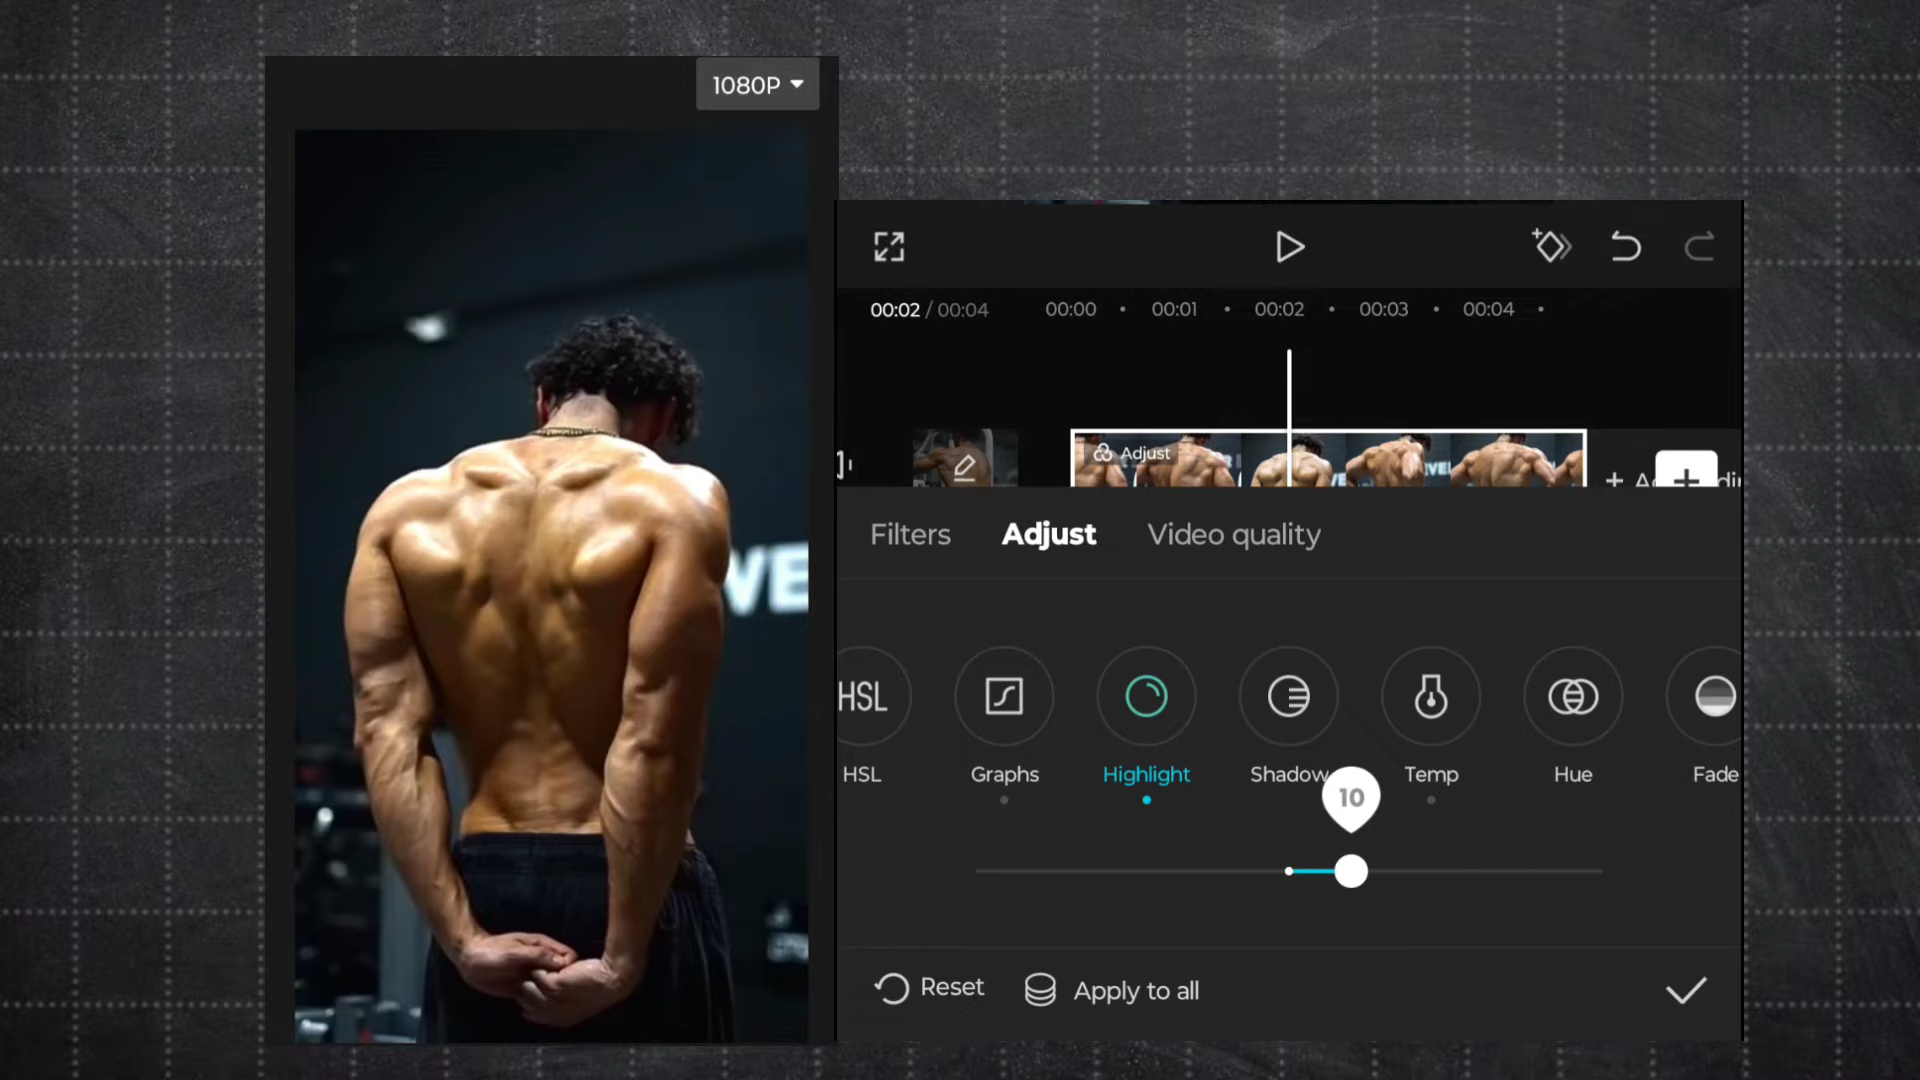 1080P
VE
00:02 / 00:04
00:00
00:01
00:02
00:03
00:04
Adjust
Filters
Adjust
Video quality
HSL
HSL
Graphs
Highlight
Shadow
Temp
Hue
Fade
10
Reset
Apply to all